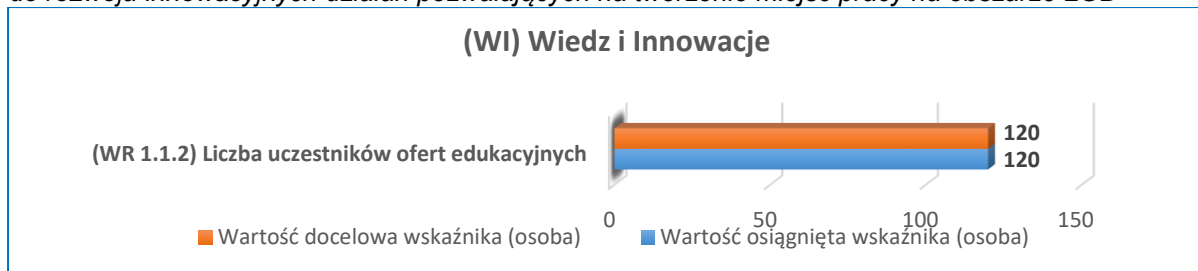 (WI) Wiedz i Innowacje
(WR 1.1.2) Liczba uczestników ofert edukacyjnych
120
120
0 50 100 150
Wartość docelowa wskaźnika (osoba) Wartość osiągnięta wskaźnika (osoba)